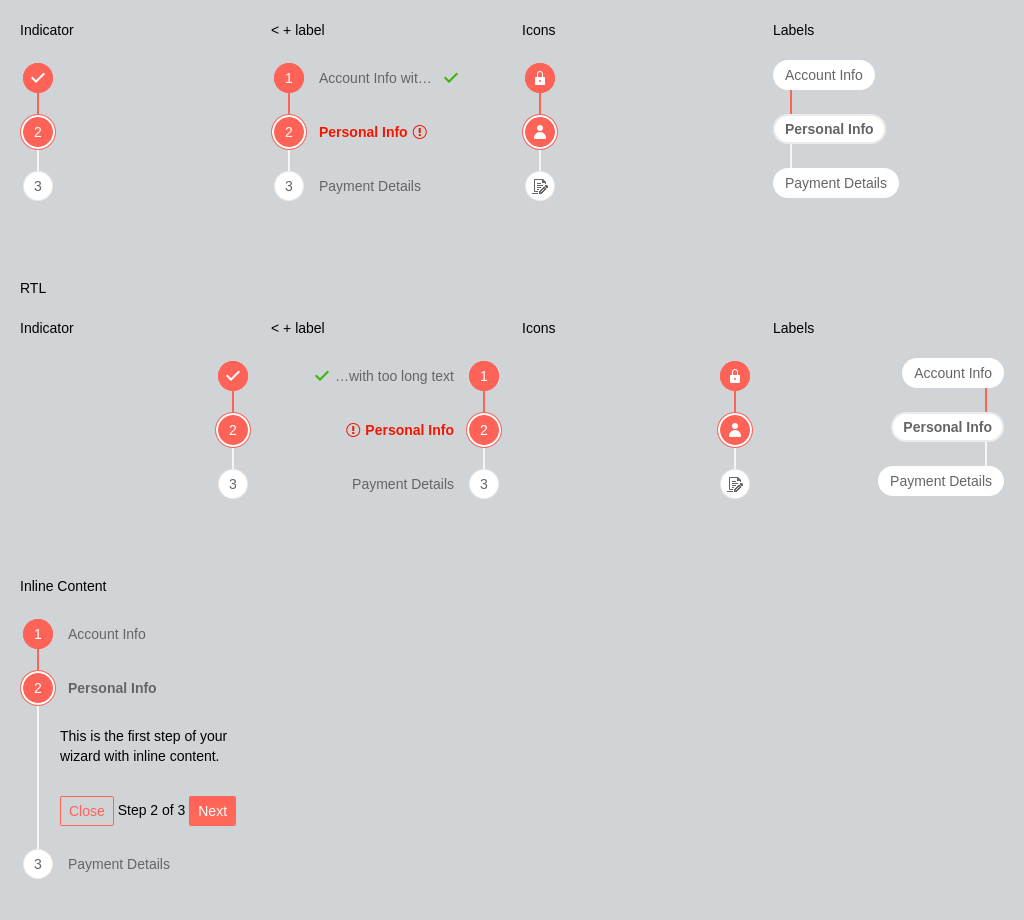 Indicator
< + label
Icons
Labels
1 Account Info wit…
Account Info
2
2 Personal Info
Personal Info
3
3 Payment Details
Payment Details
RTL
Indicator
< + label
Icons
Labels
…with too long text 1
Account Info
2
Personal Info 2
Personal Info
3
Payment Details 3
Payment Details
Inline Content
1 Account Info
2 Personal Info
This is the first step of your
wizard with inline content.
Close Step 2 of 3 Next
3 Payment Details